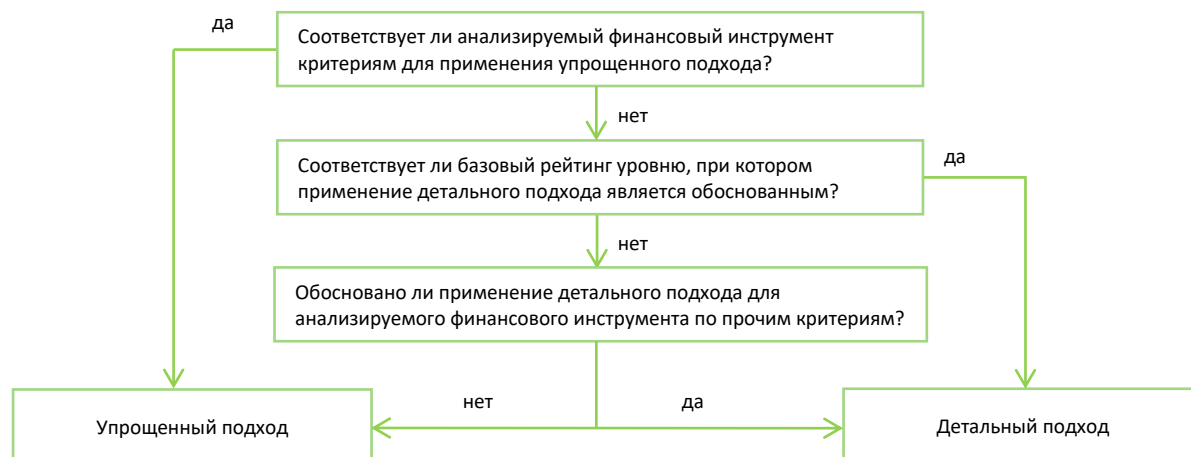 да
Соответствует ли анализируемый финансовый инструмент
критериям для применения упрощенного подхода?
нет
Соответствует ли базовый рейтинг уровню, при котором
применение детального подхода является обоснованным?
да
нет
Обосновано ли применение детального подхода для
анализируемого финансового инструмента по прочим критериям?
нет
да
Упрощенный подход
Детальный подход